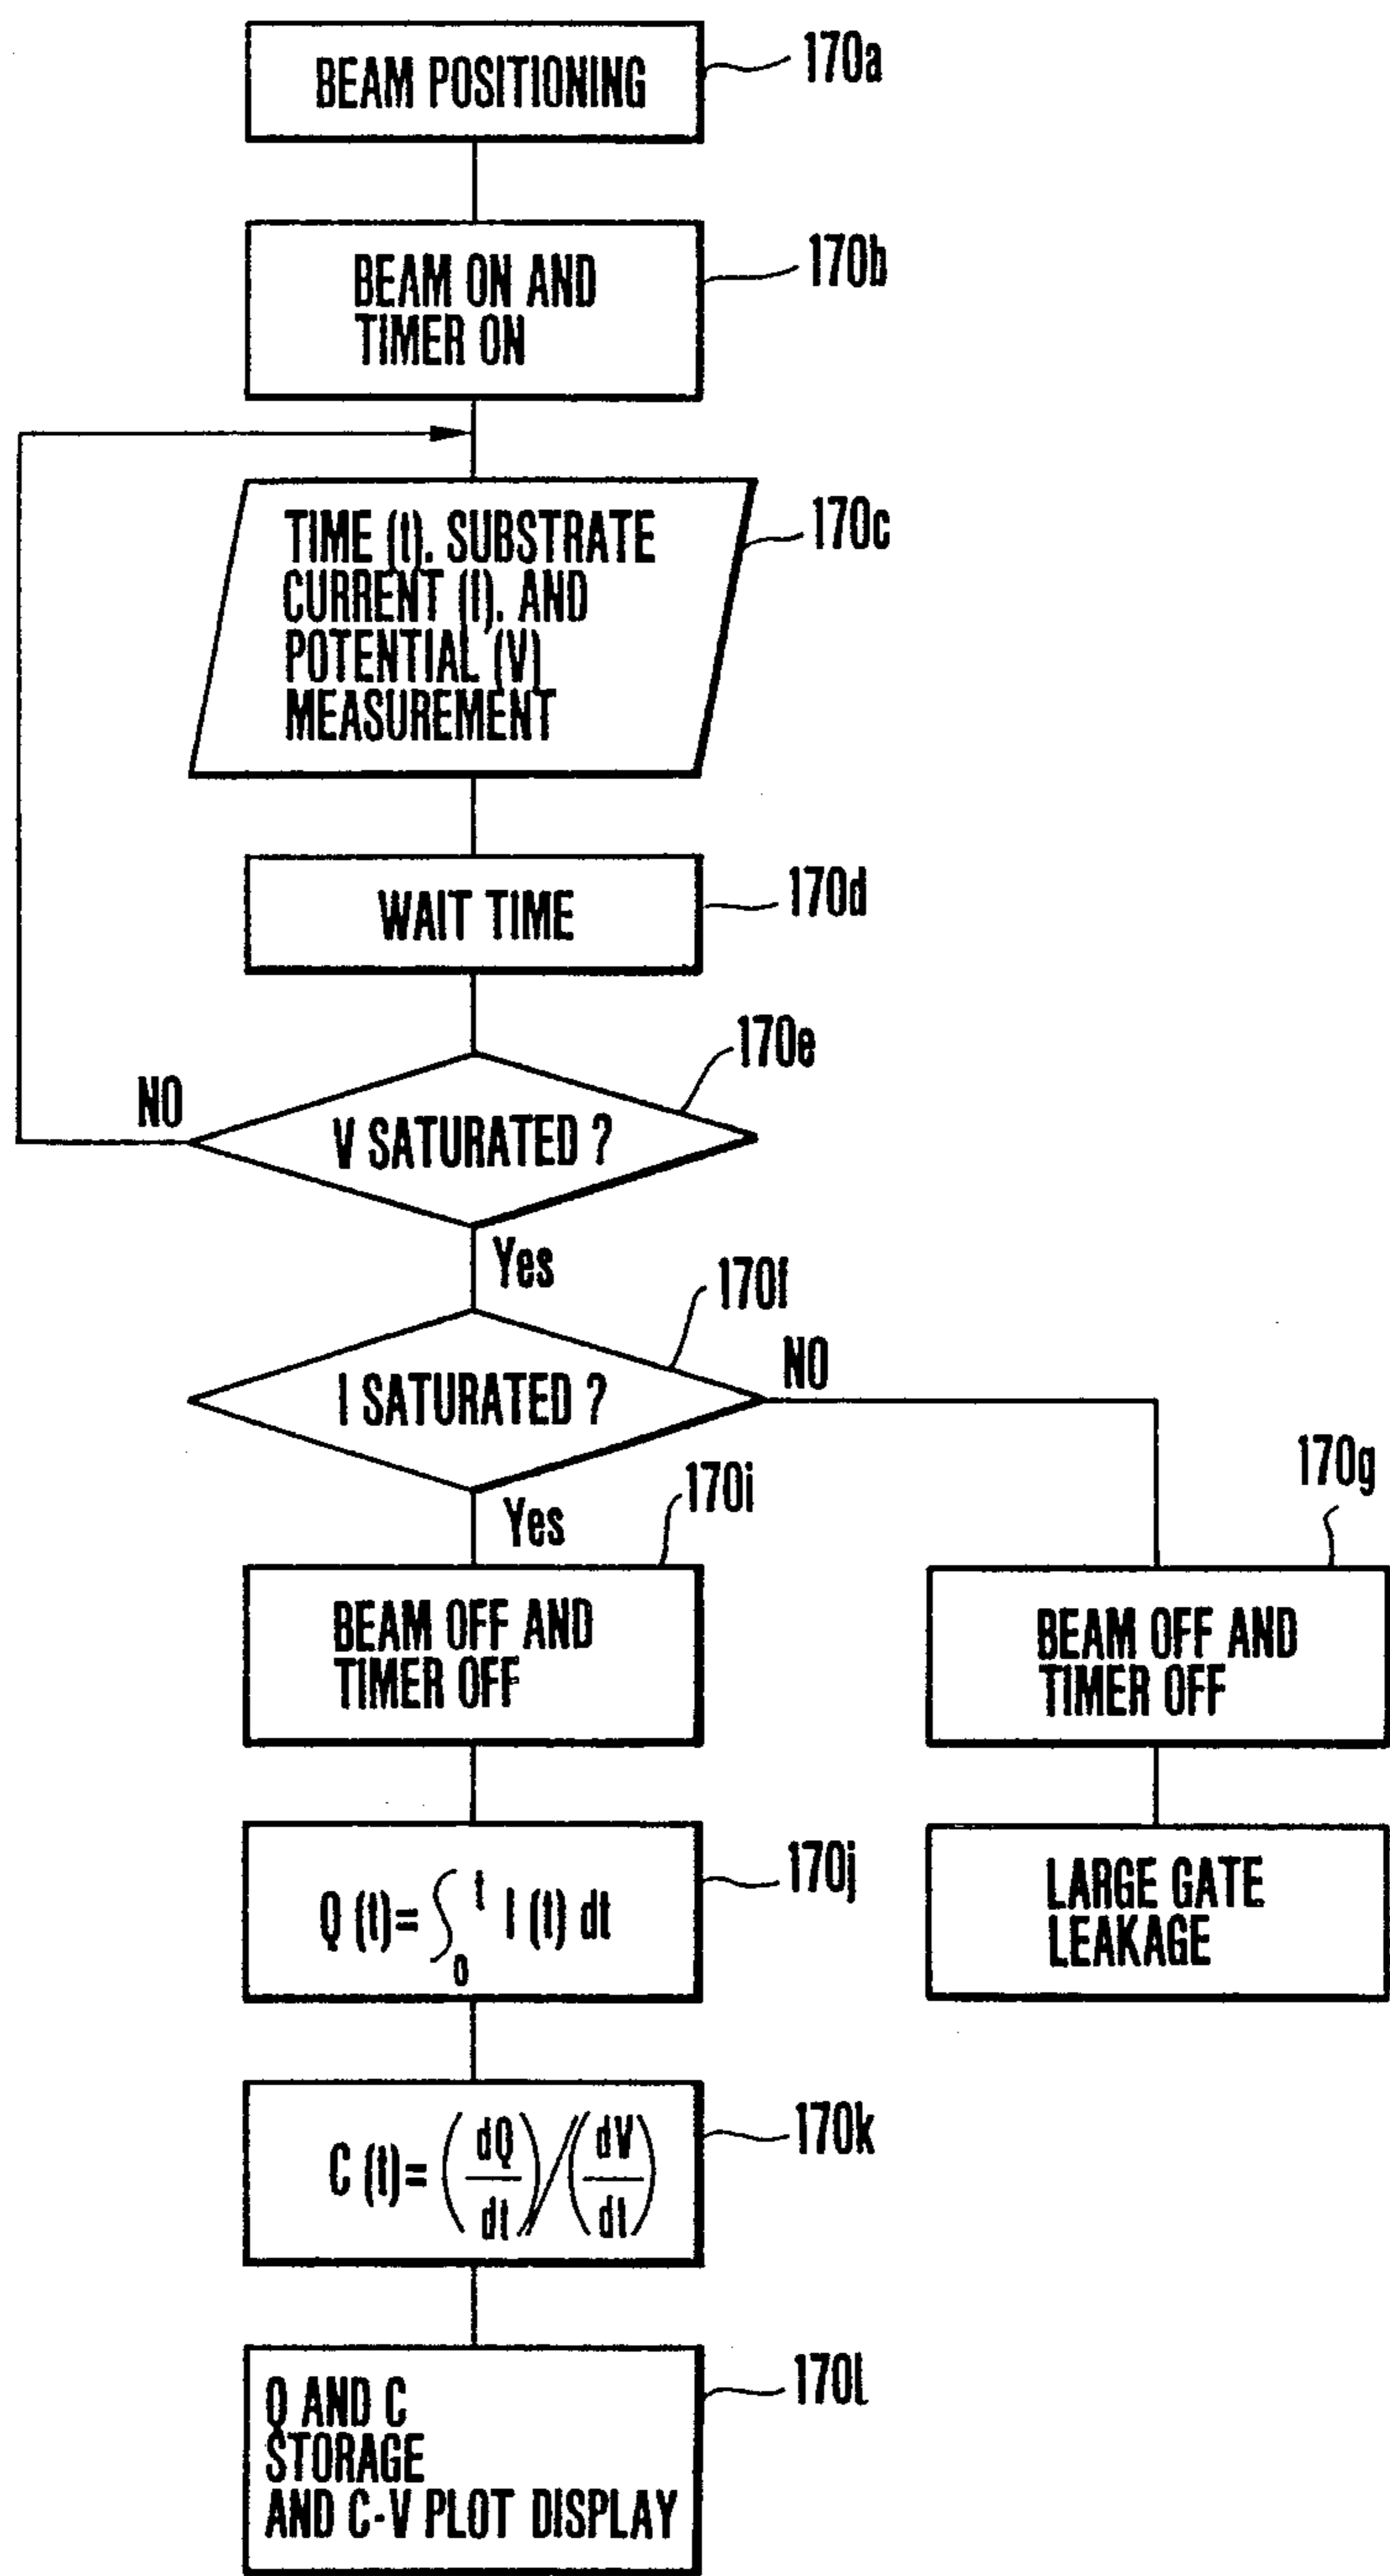 BEAM POSITIONING
170a
BEAM ON AND
TIMER ON
170b
TIME (t). SUBSTRATE
CURRENT (I). AND
POTENTIAL (V)
MEASUREMENT
170c
WAIT TIME
170d
170e
NO
V SATURATED ?
Yes
170f
NO
I SATURATED ?
Yes
170i
170g
BEAM OFF AND
TIMER OFF
BEAM OFF AND
TIMER OFF
Q (t) = ∫₀ᵗ I (t) dt
170j
LARGE GATE
LEAKAGE
C (t) = (dQ/dt) / (dV/dt)
170k
Q AND C
STORAGE
AND C-V PLOT DISPLAY
170l